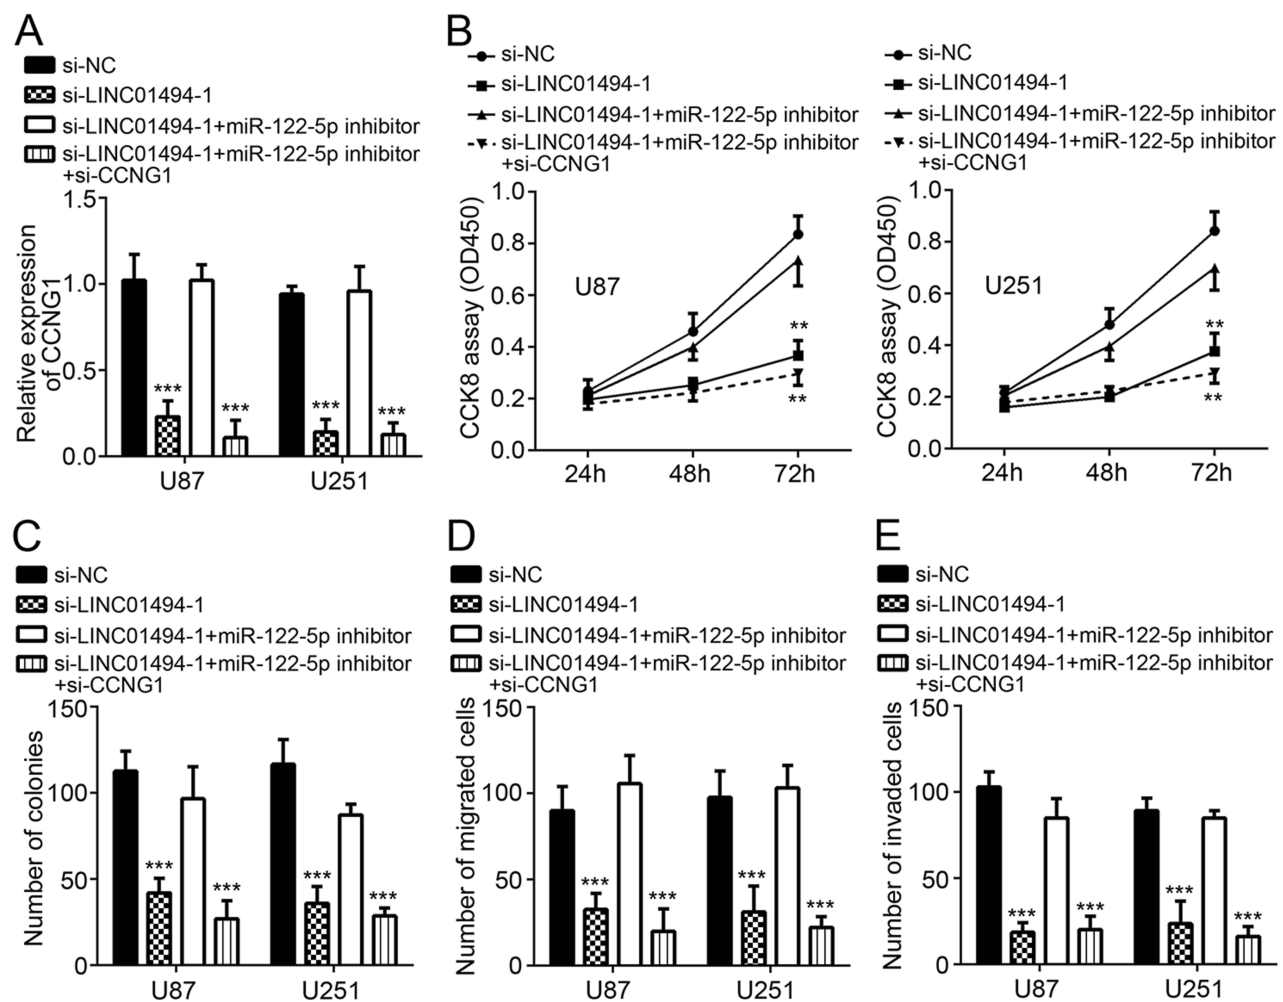 A
si-NC
si-LINC01494-1
si-LINC01494-1+miR-122-5p inhibitor
si-LINC01494-1+miR-122-5p inhibitor
+si-CCNG1
Relative expression
of CCNG1
1.5
1.0
0.5
0.0
***
***
***
***
U87
U251
B
si-NC
si-LINC01494-1
si-LINC01494-1+miR-122-5p inhibitor
si-LINC01494-1+miR-122-5p inhibitor
+si-CCNG1
CCK8 assay (OD450)
1.0
0.8
0.6
0.4
0.2
0.0
U87
**
**
24h
48h
72h
si-NC
si-LINC01494-1
si-LINC01494-1+miR-122-5p inhibitor
si-LINC01494-1+miR-122-5p inhibitor
+si-CCNG1
CCK8 assay (OD450)
1.0
0.8
0.6
0.4
0.2
0.0
U251
**
**
24h
48h
72h
C
si-NC
si-LINC01494-1
si-LINC01494-1+miR-122-5p inhibitor
si-LINC01494-1+miR-122-5p inhibitor
+si-CCNG1
Number of colonies
150
100
50
0
***
***
***
***
U87
U251
D
si-NC
si-LINC01494-1
si-LINC01494-1+miR-122-5p inhibitor
si-LINC01494-1+miR-122-5p inhibitor
+si-CCNG1
Number of migrated cells
150
100
50
0
***
***
***
***
U87
U251
E
si-NC
si-LINC01494-1
si-LINC01494-1+miR-122-5p inhibitor
si-LINC01494-1+miR-122-5p inhibitor
+si-CCNG1
Number of invaded cells
150
100
50
0
***
***
***
***
U87
U251